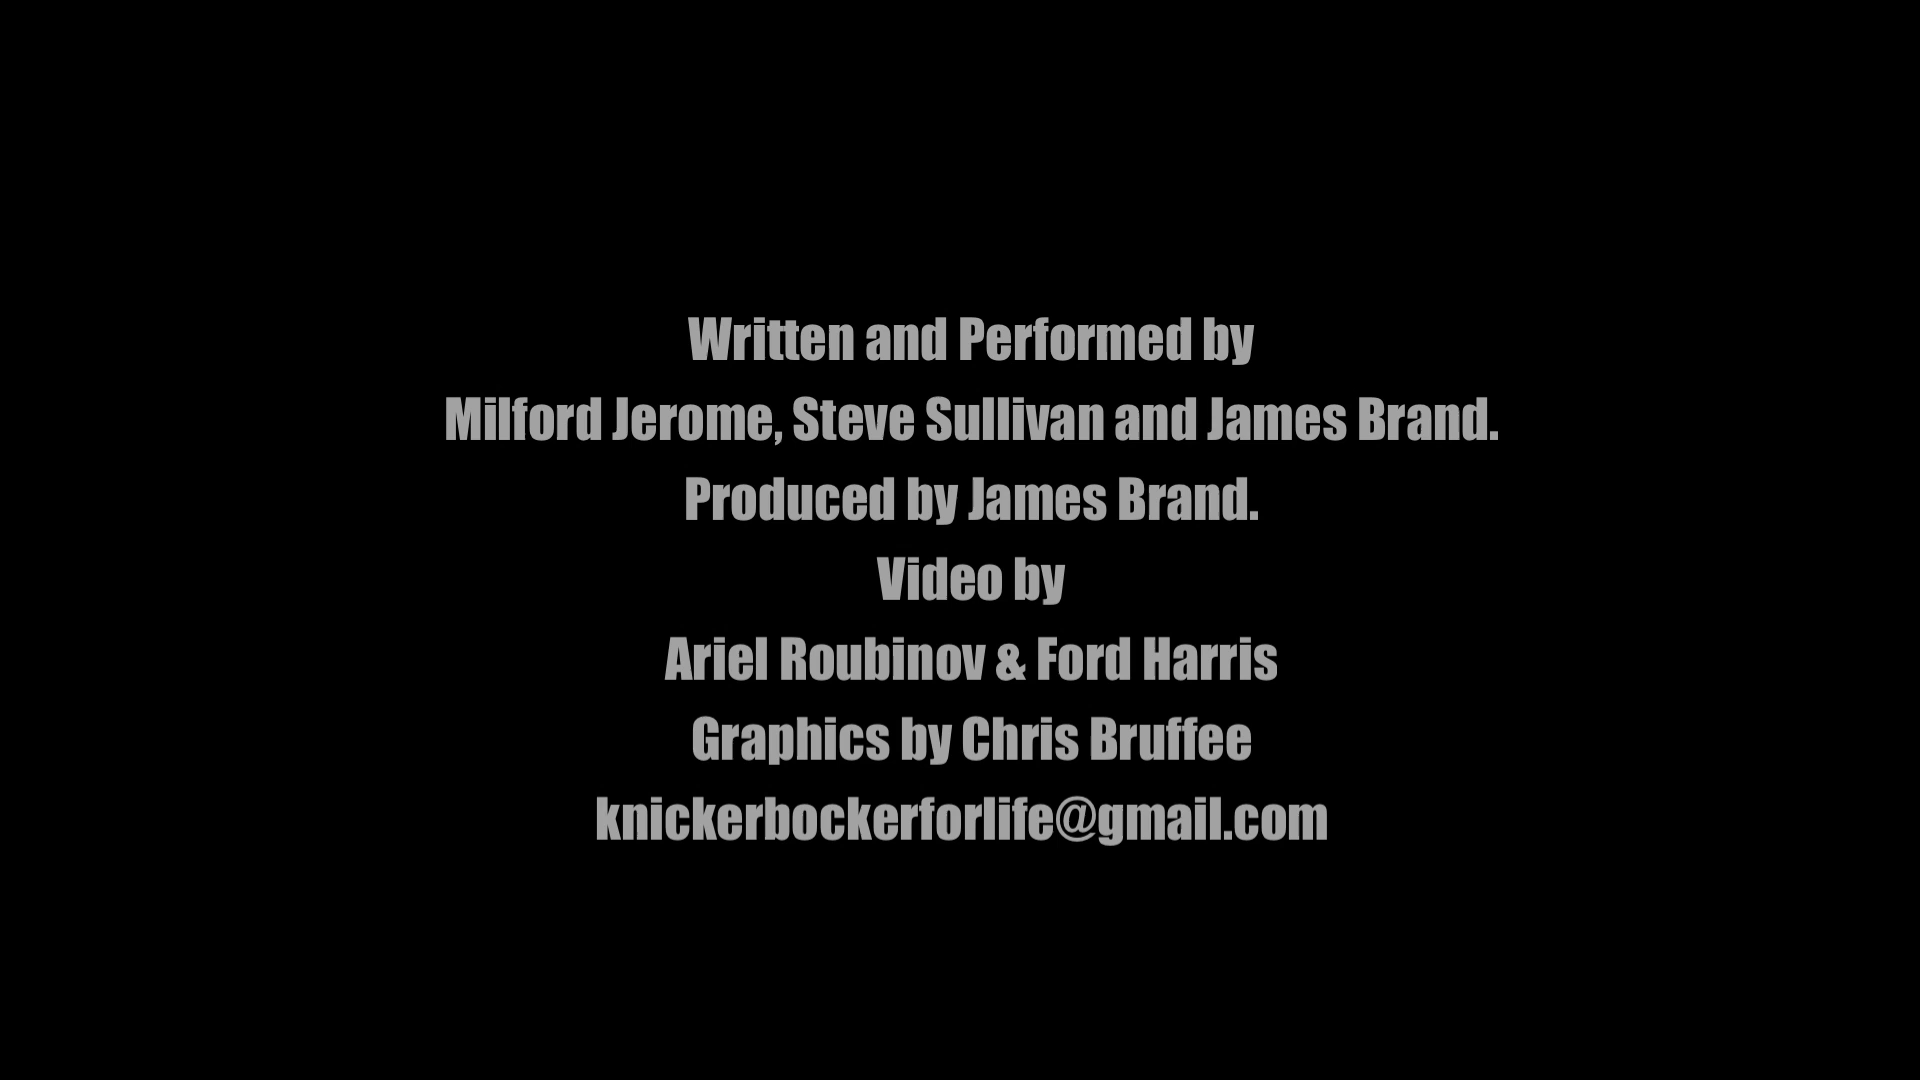 Written and Performed by
Milford Jerome, Steve Sullivan and James Brand.
Produced by James Brand.
Video by
Ariel Roubinov & Ford Harris
Graphics by Chris Bruffee
knickerbockerforlife@gmail.com